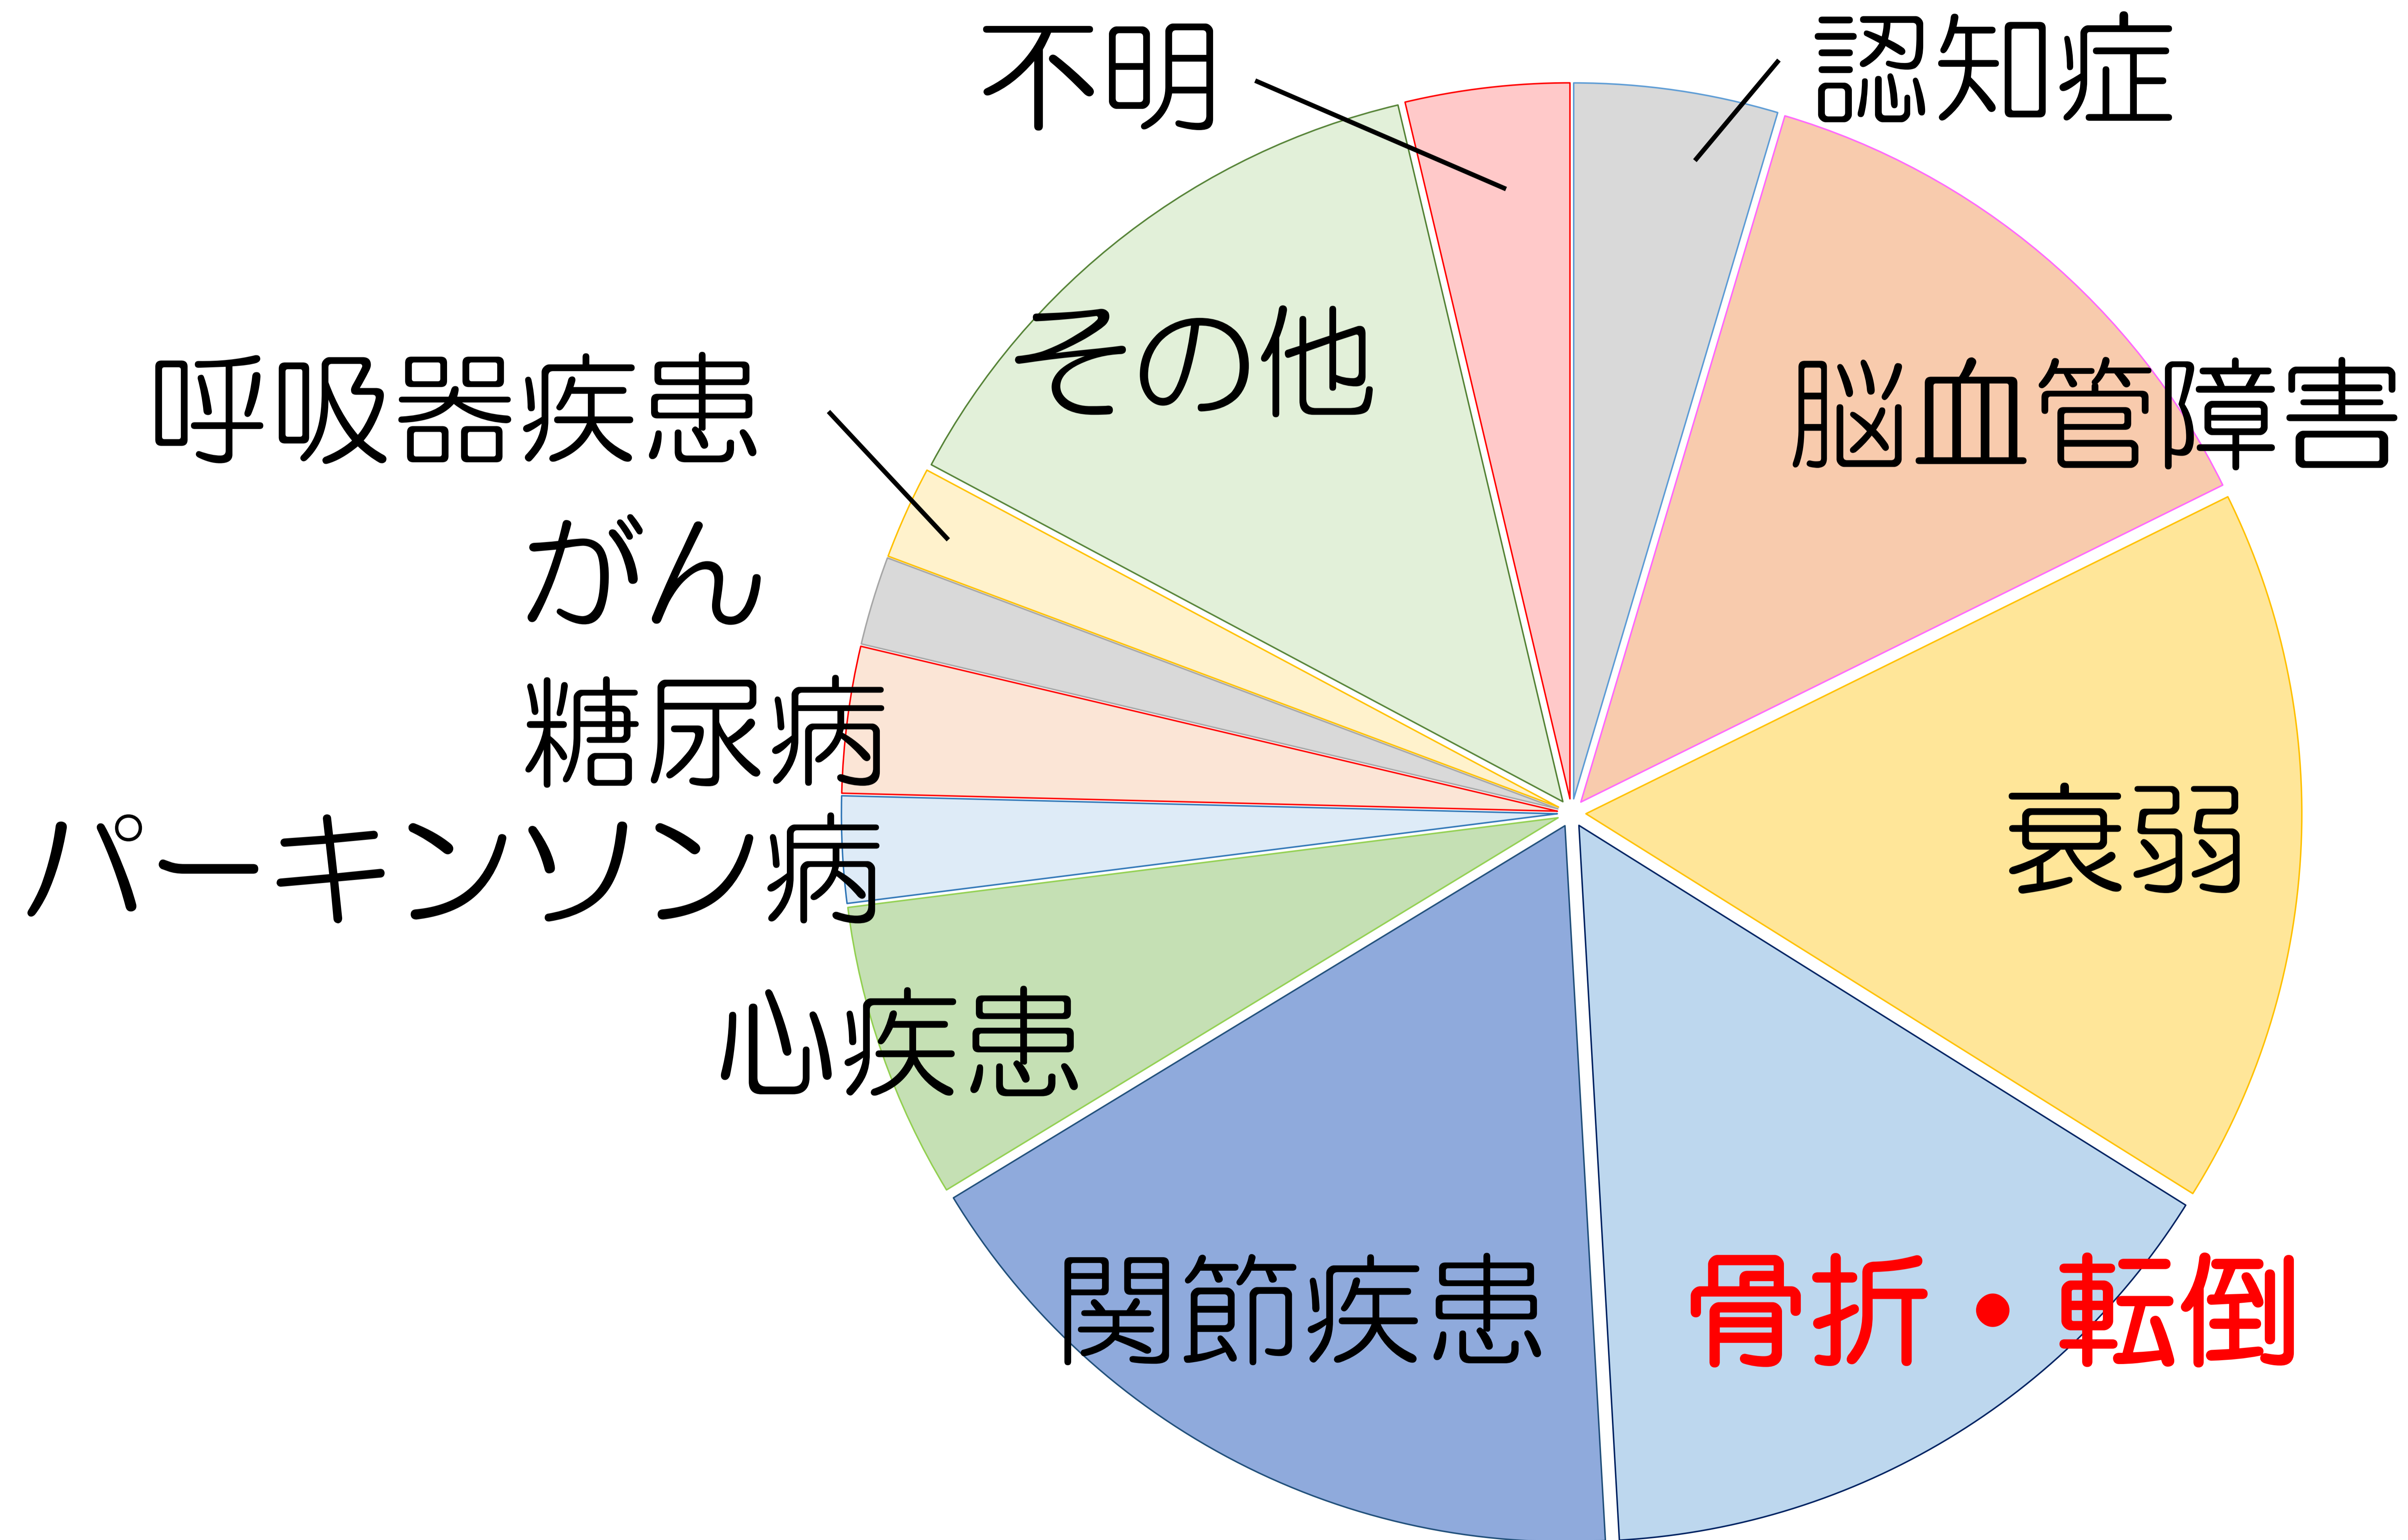 不明
認知症
その他
呼吸器疾患
脳血管障害
がん
糖尿病
パーキンソン病
衰弱
心疾患
関節疾患
骨折・転倒